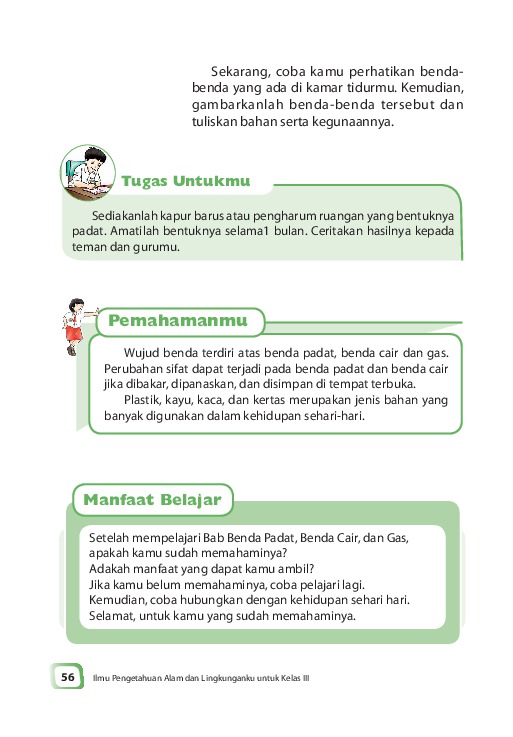 Sekarang, coba kamu perhatikan benda-
benda yang ada di kamar tidurmu. Kemudian,
gambarkanlah benda-benda tersebut dan
tuliskan bahan serta kegunaannya.
Tugas Untukmu
Sediakanlah kapur barus atau pengharum ruangan yang bentuknya
padat. Amatilah bentuknya selama1 bulan. Ceritakan hasilnya kepada
teman dan gurumu.
Pemahamanmu
Wujud benda terdiri atas benda padat, benda cair dan gas.
Perubahan sifat dapat terjadi pada benda padat dan benda cair
jika dibakar, dipanaskan, dan disimpan di tempat terbuka.
Plastik, kayu, kaca, dan kertas merupakan jenis bahan yang
banyak digunakan dalam kehidupan sehari-hari.
Manfaat Belajar
Setelah mempelajari Bab Benda Padat, Benda Cair, dan Gas,
apakah kamu sudah memahaminya?
Adakah manfaat yang dapat kamu ambil?
Jika kamu belum memahaminya, coba pelajari lagi.
Kemudian, coba hubungkan dengan kehidupan sehari hari.
Selamat, untuk kamu yang sudah memahaminya.
56 Ilmu Pengetahuan Alam dan Lingkunganku untuk Kelas III